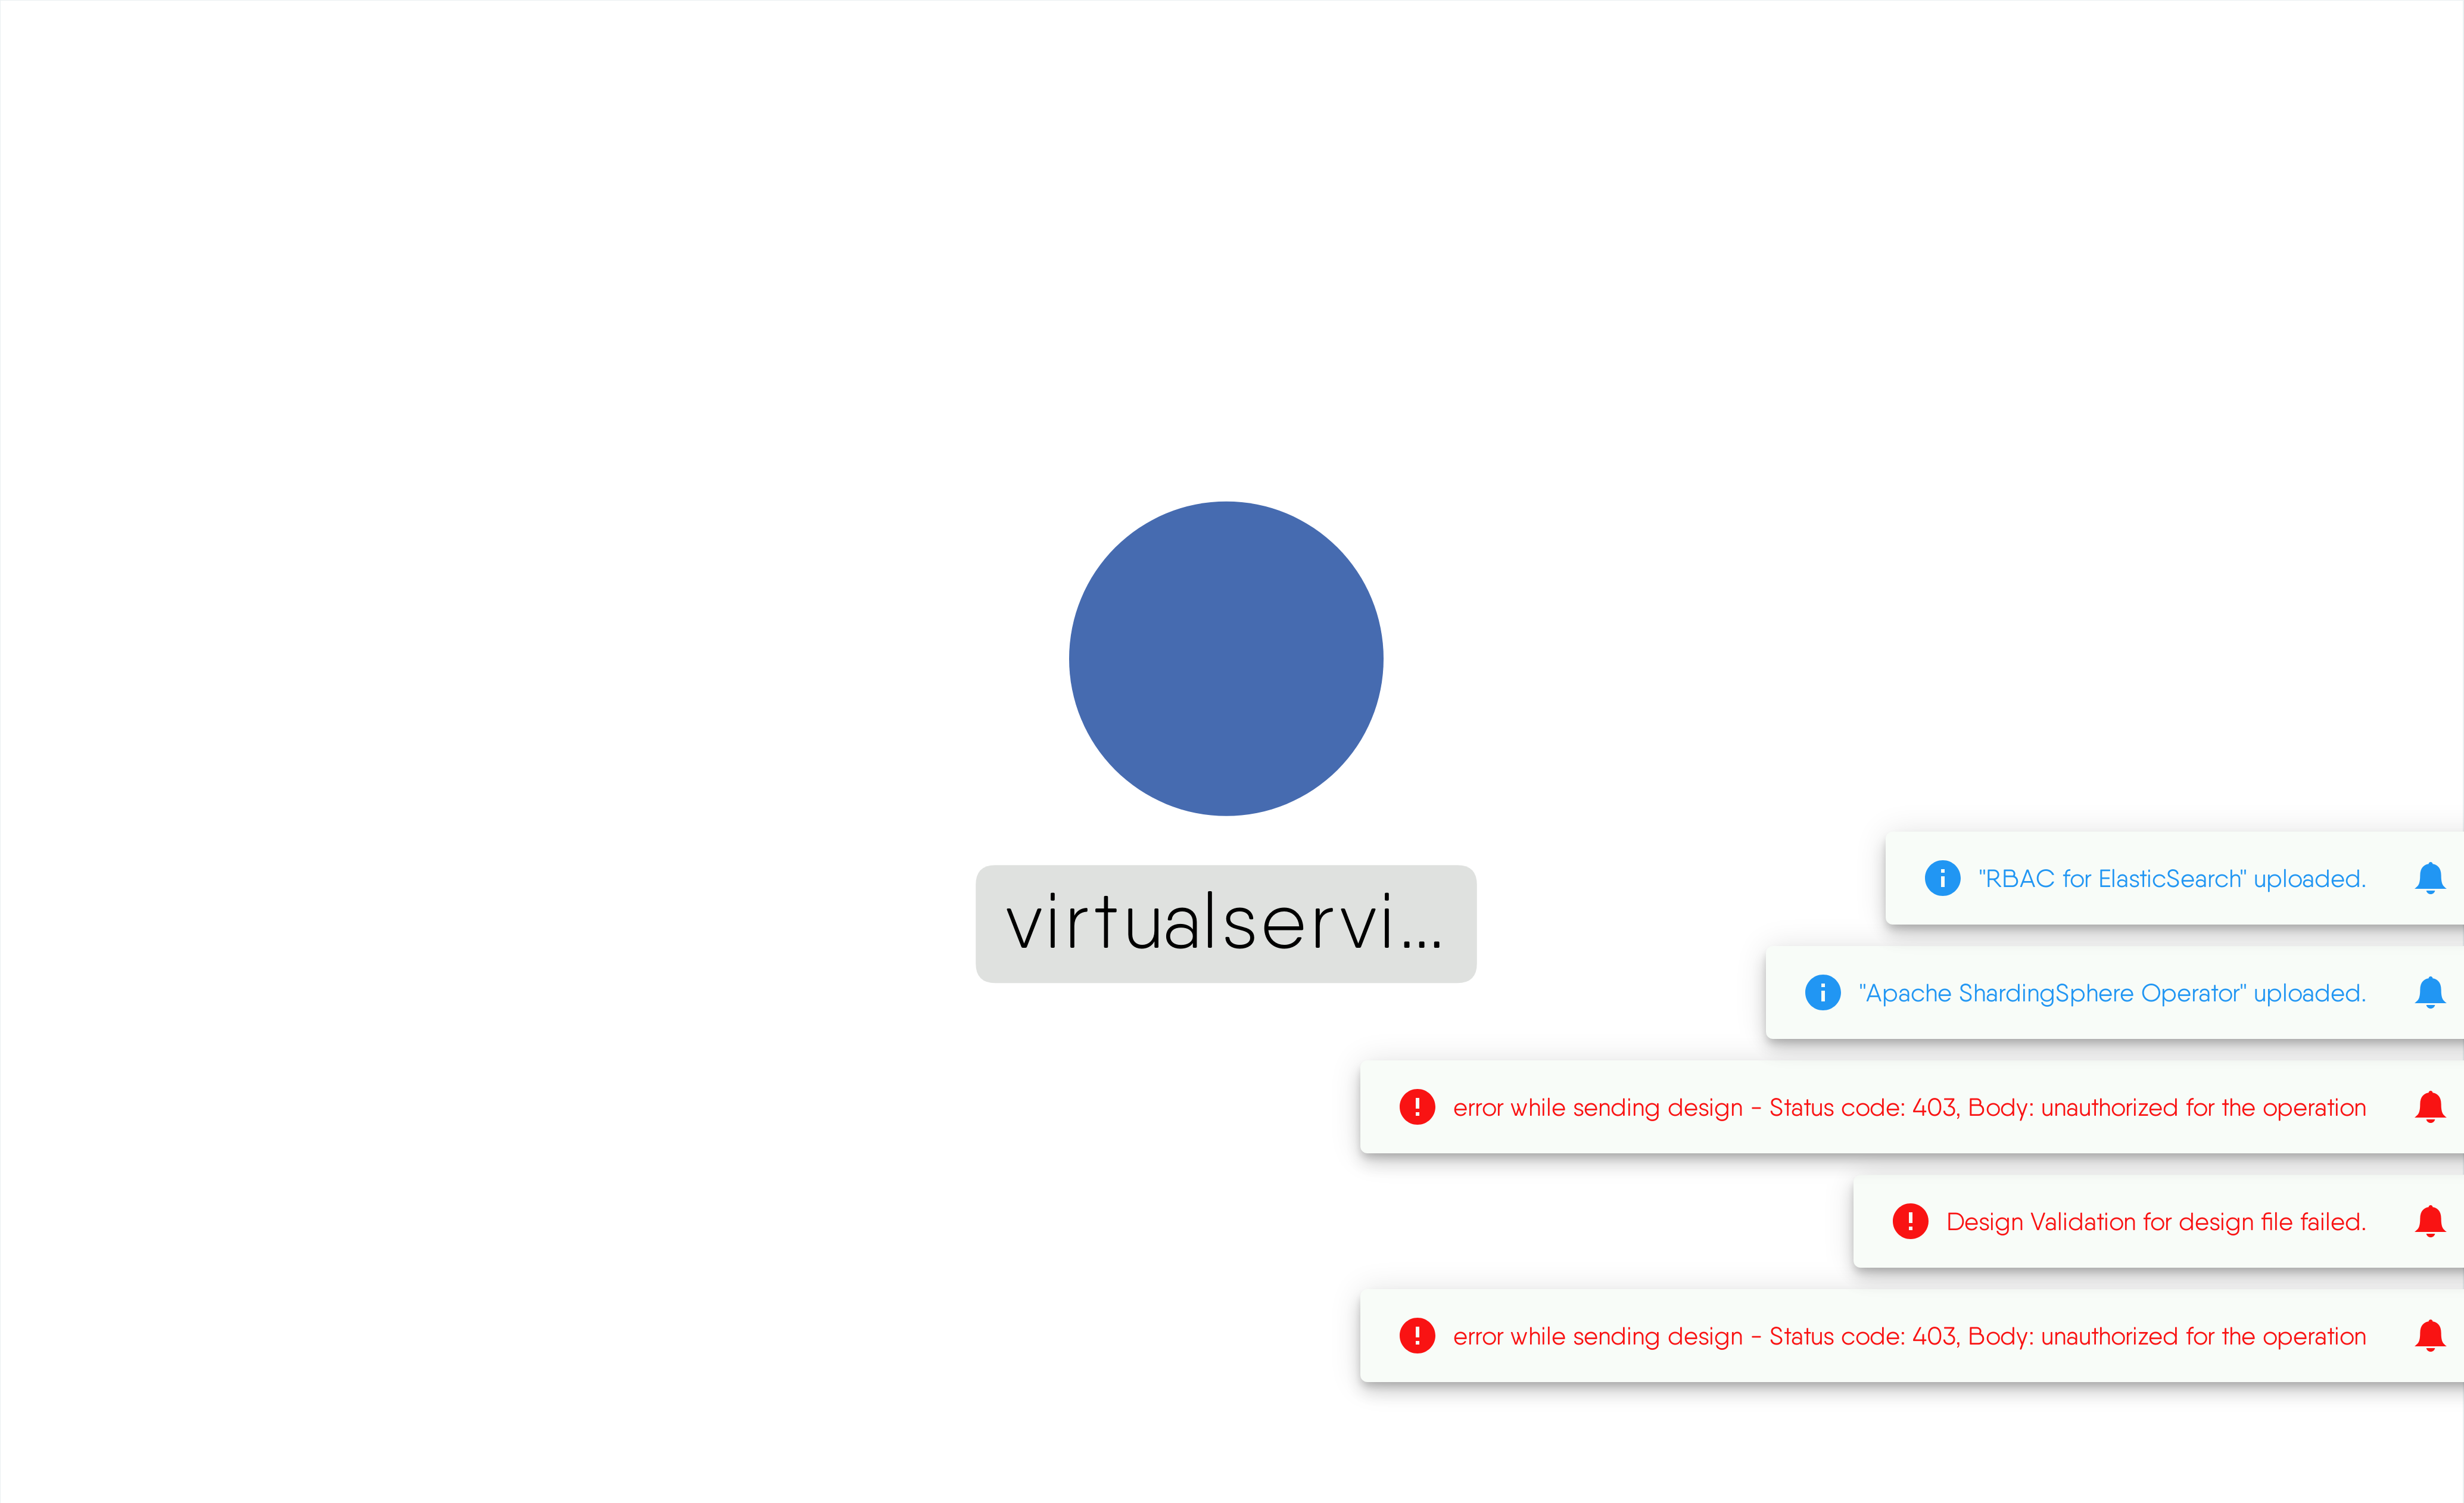 virtualservi...
"RBAC for ElasticSearch" uploaded.
"Apache ShardingSphere Operator" uploaded.
error while sending design - Status code: 403, Body: unauthorized for the operation
Design Validation for design file failed.
error while sending design - Status code: 403, Body: unauthorized for the operation